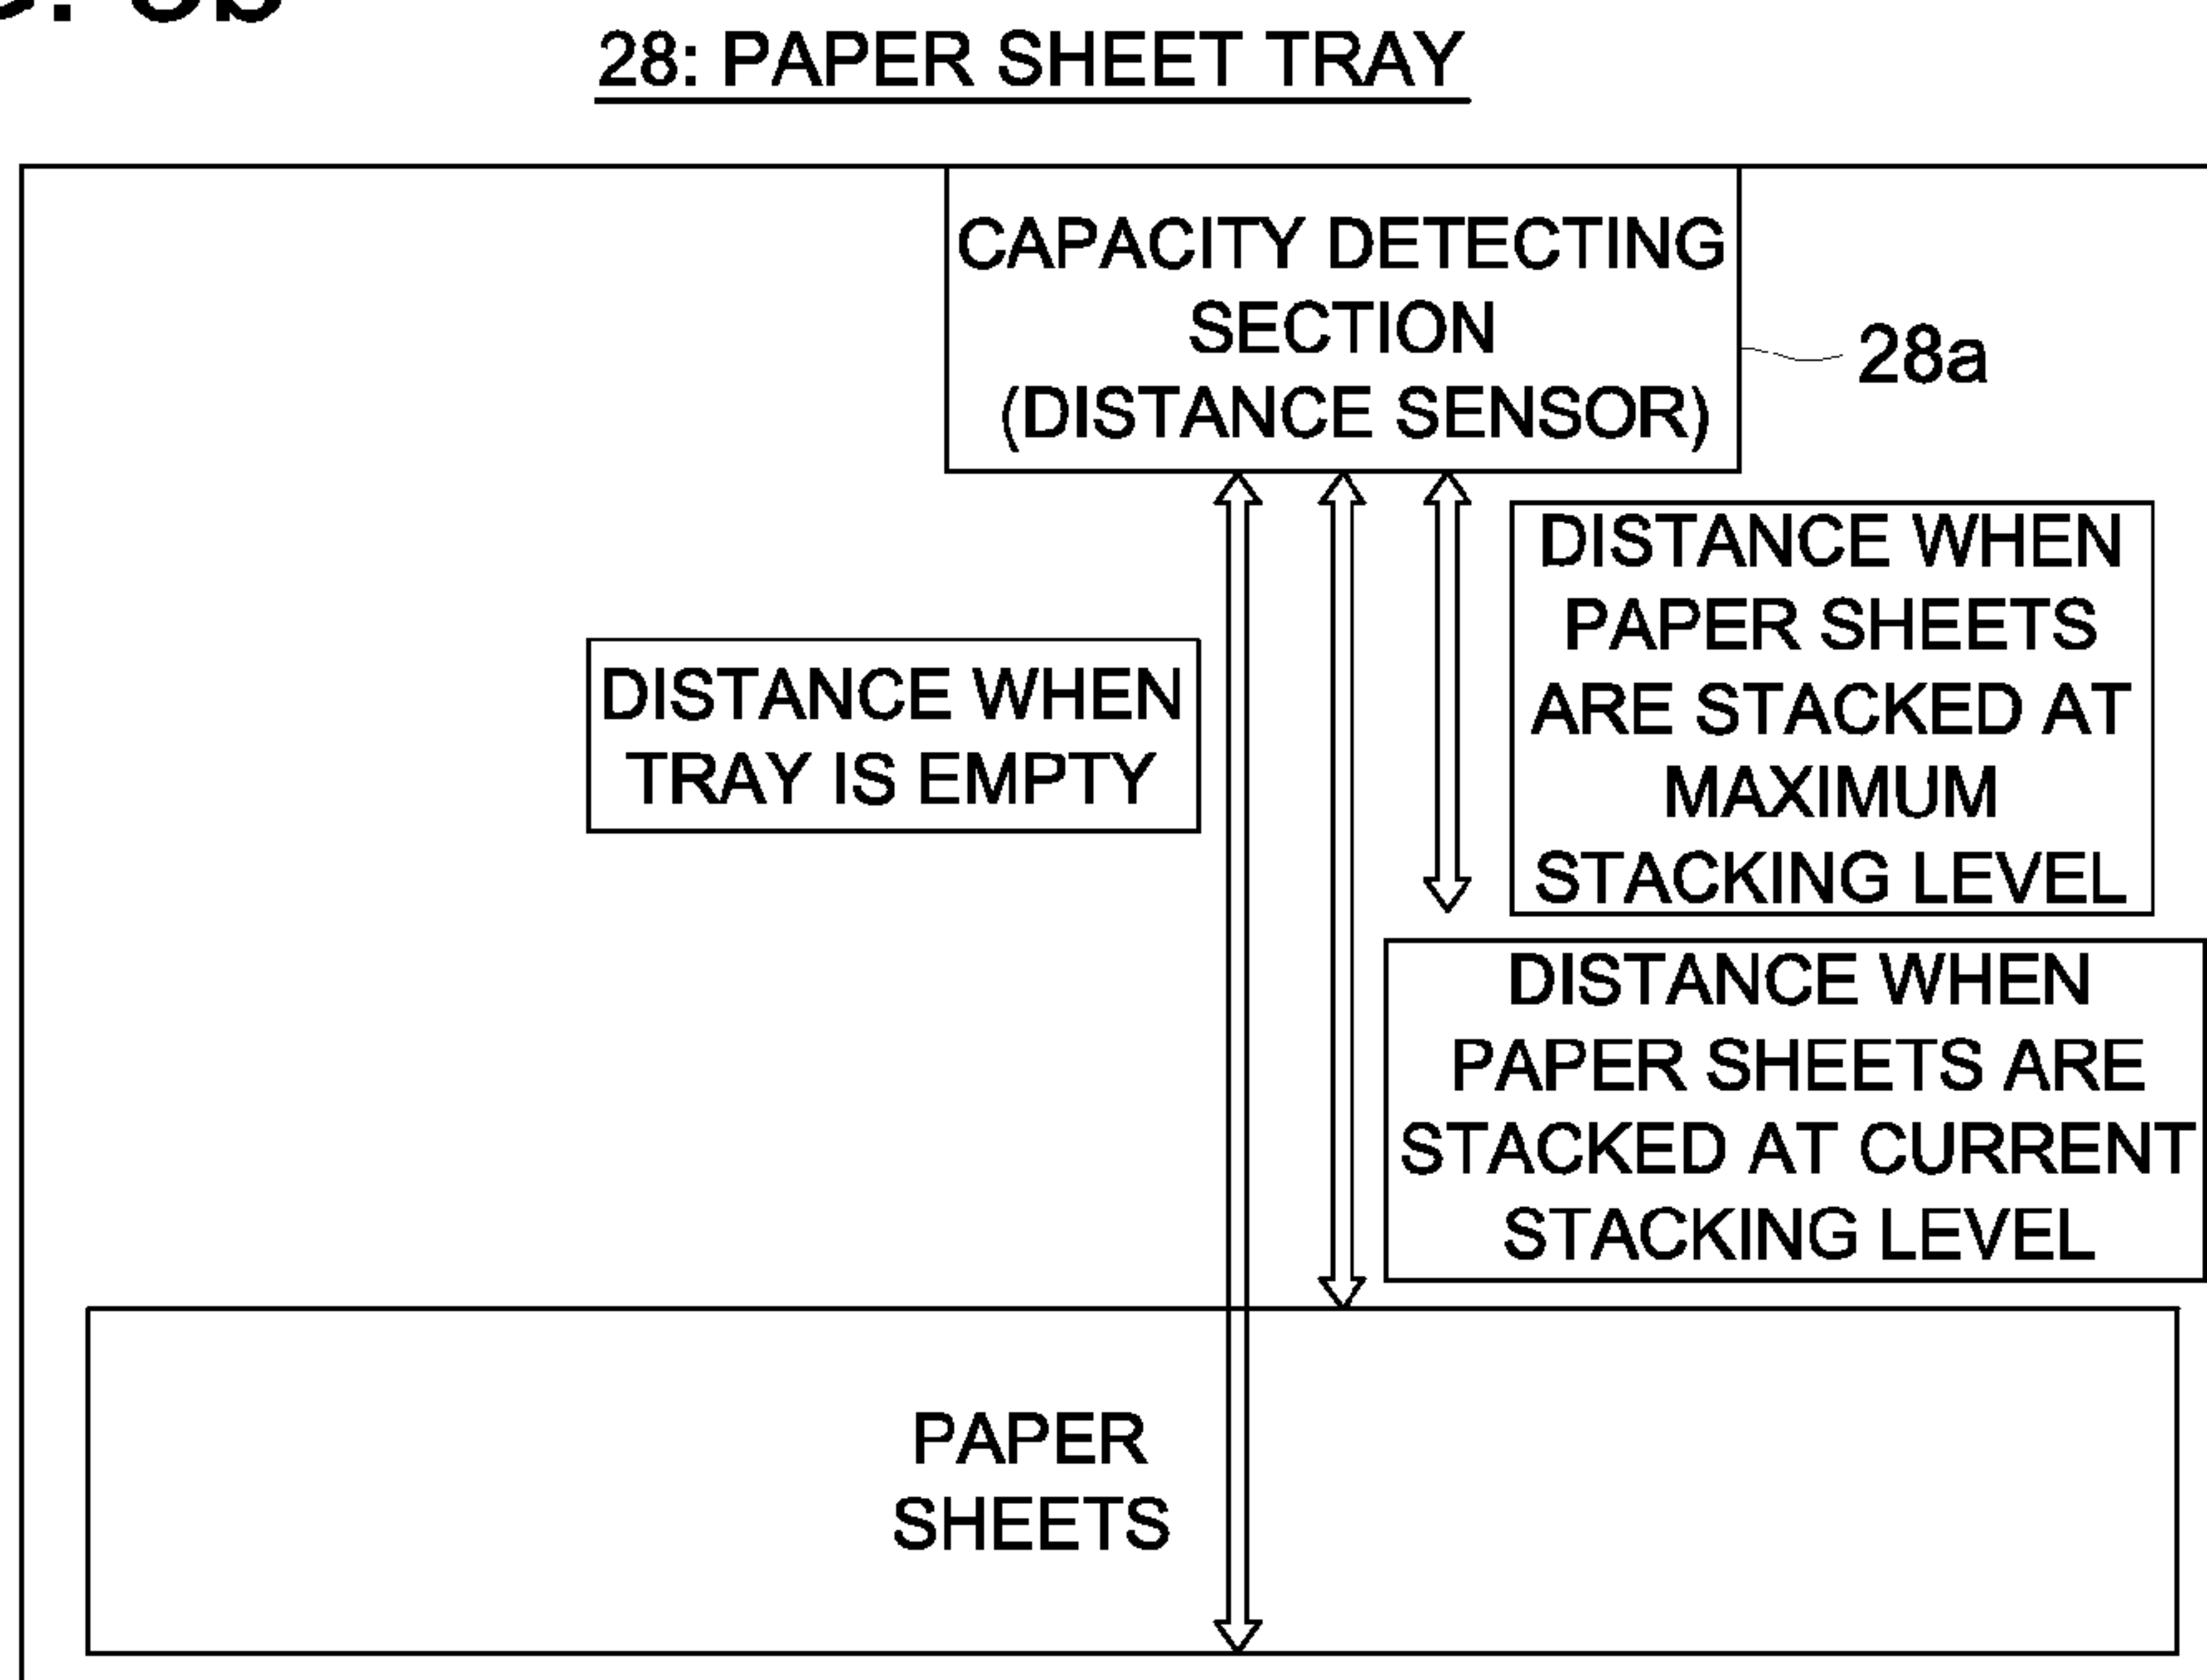 28: PAPER SHEET TRAY
CAPACITY DETECTING
SECTION
(DISTANCE SENSOR)
28a
DISTANCE WHEN
PAPER SHEETS
ARE STACKED AT
MAXIMUM
STACKING LEVEL
DISTANCE WHEN
TRAY IS EMPTY
DISTANCE WHEN
PAPER SHEETS ARE
STACKED AT CURRENT
STACKING LEVEL
PAPER
SHEETS